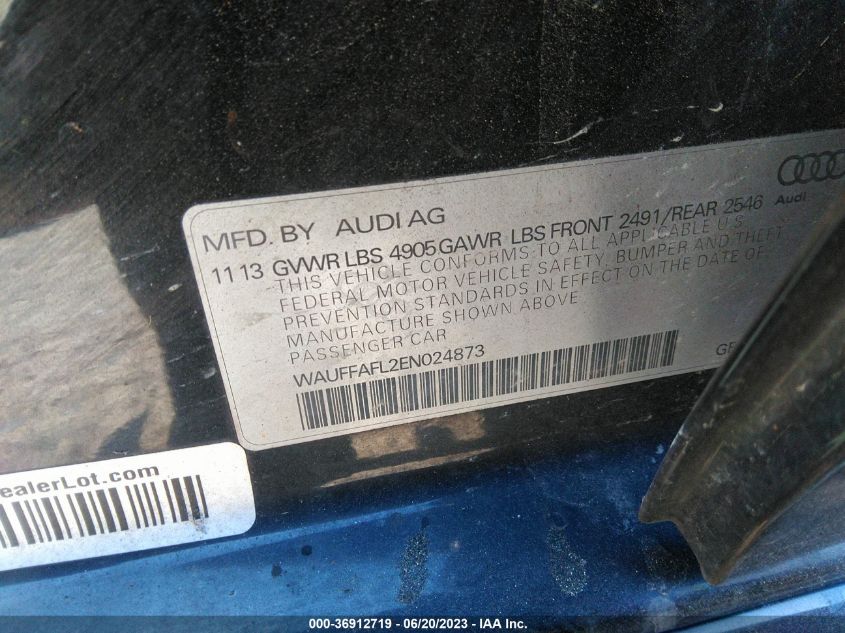 MFD. BY AUDI AG
Audi
11 13 GVWR LBS 4905 GAWR LBS FRONT 2491/REAR 2546
THIS VEHICLE CONFORMS TO ALL APPLICABLE U.S.
FEDERAL MOTOR VEHICLE SAFETY, BUMPER AND THEFT
PREVENTION STANDARDS IN EFFECT ON THE DATE OF
MANUFACTURE SHOWN ABOVE.
PASSENGER CAR
WAUFFAFL2EN024873
ealerLot.com
000-36912719 / 06/20/2023 / IAA Inc.